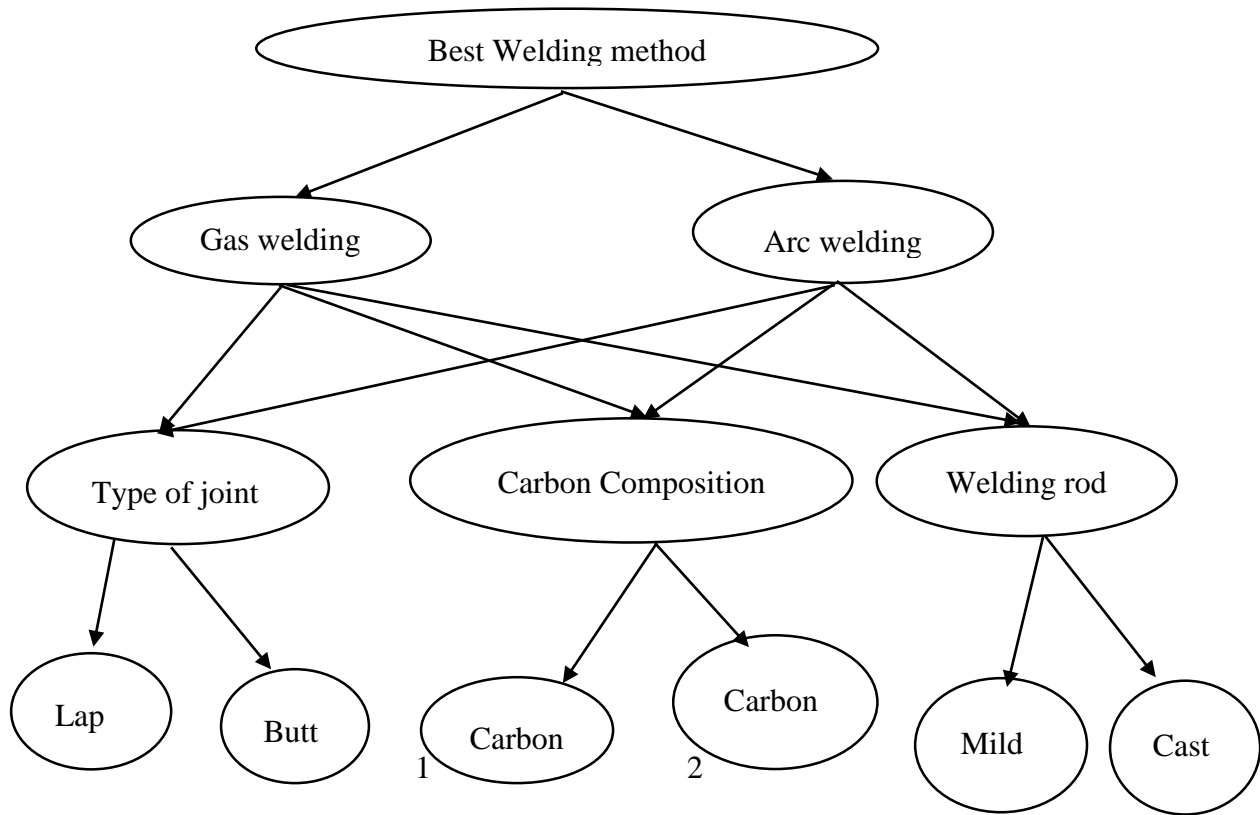 Best Welding method
Gas welding
Arc welding
Type of joint
Carbon Composition
Welding rod
Lap
Butt
Carbon
1
Carbon
2
Mild
Cast